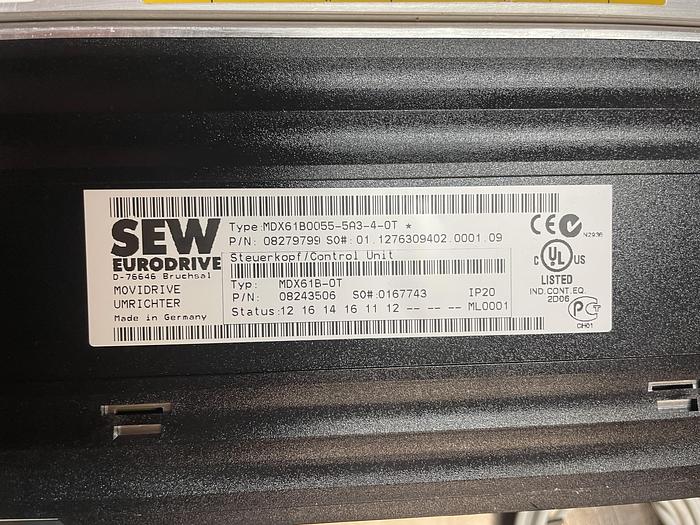 SEW
EURODRIVE
D-76646 Bruchsal
MOVIDRIVE
UMRICHTER
Made in Germany
Type:MDX61B0055-5A3-4-0T *
P/N: 08279799 SO#: 01.1276309402.0001.09
Steuerkopf/Control Unit
Typ: MDX61B-0T
P/N: 08243506 SO#:0167743 IP20
Status:12 16 14 16 11 12 -- -- -- -- ML0001
CE N2936
C UL US
LISTED
IND.CONT.EQ.
2D06
PCT
ClH01